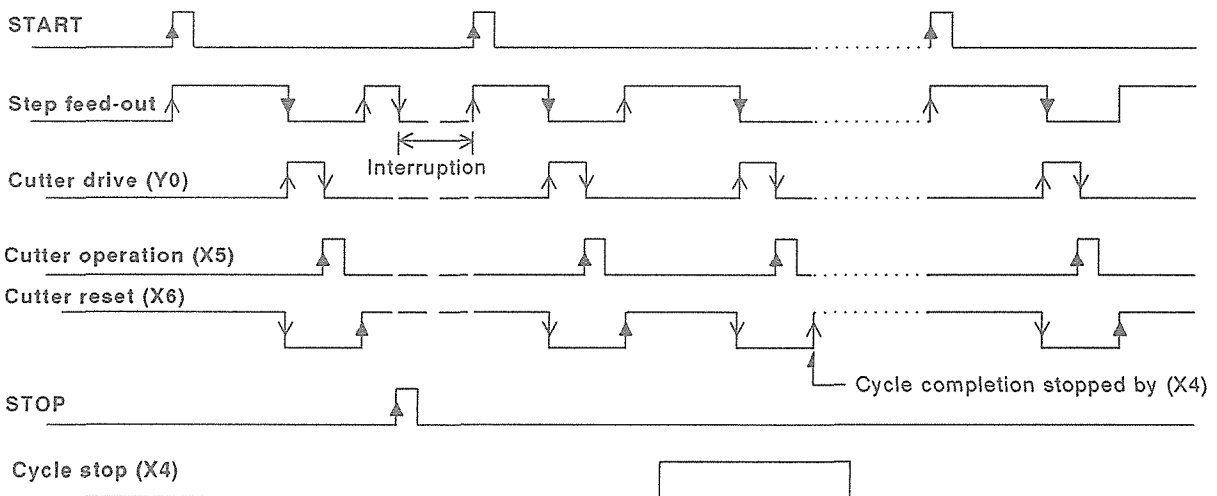 START
Step feed-out
Interruption
Cutter drive (Y0)
Cutter operation (X5)
Cutter reset (X6)
Cycle completion stopped by (X4)
STOP
Cycle stop (X4)